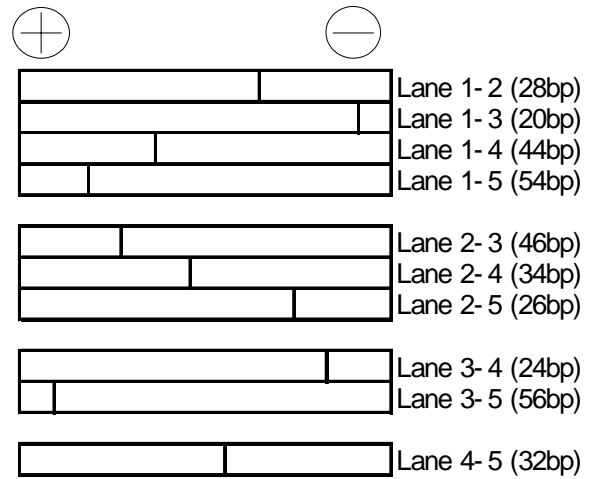 Lane 1- 2 (28bp)
Lane 1- 3 (20bp)
Lane 1- 4 (44bp)
Lane 1- 5 (54bp)
Lane 2- 3 (46bp)
Lane 2- 4 (34bp)
Lane 2- 5 (26bp)
Lane 3- 4 (24bp)
Lane 3- 5 (56bp)
Lane 4- 5 (32bp)